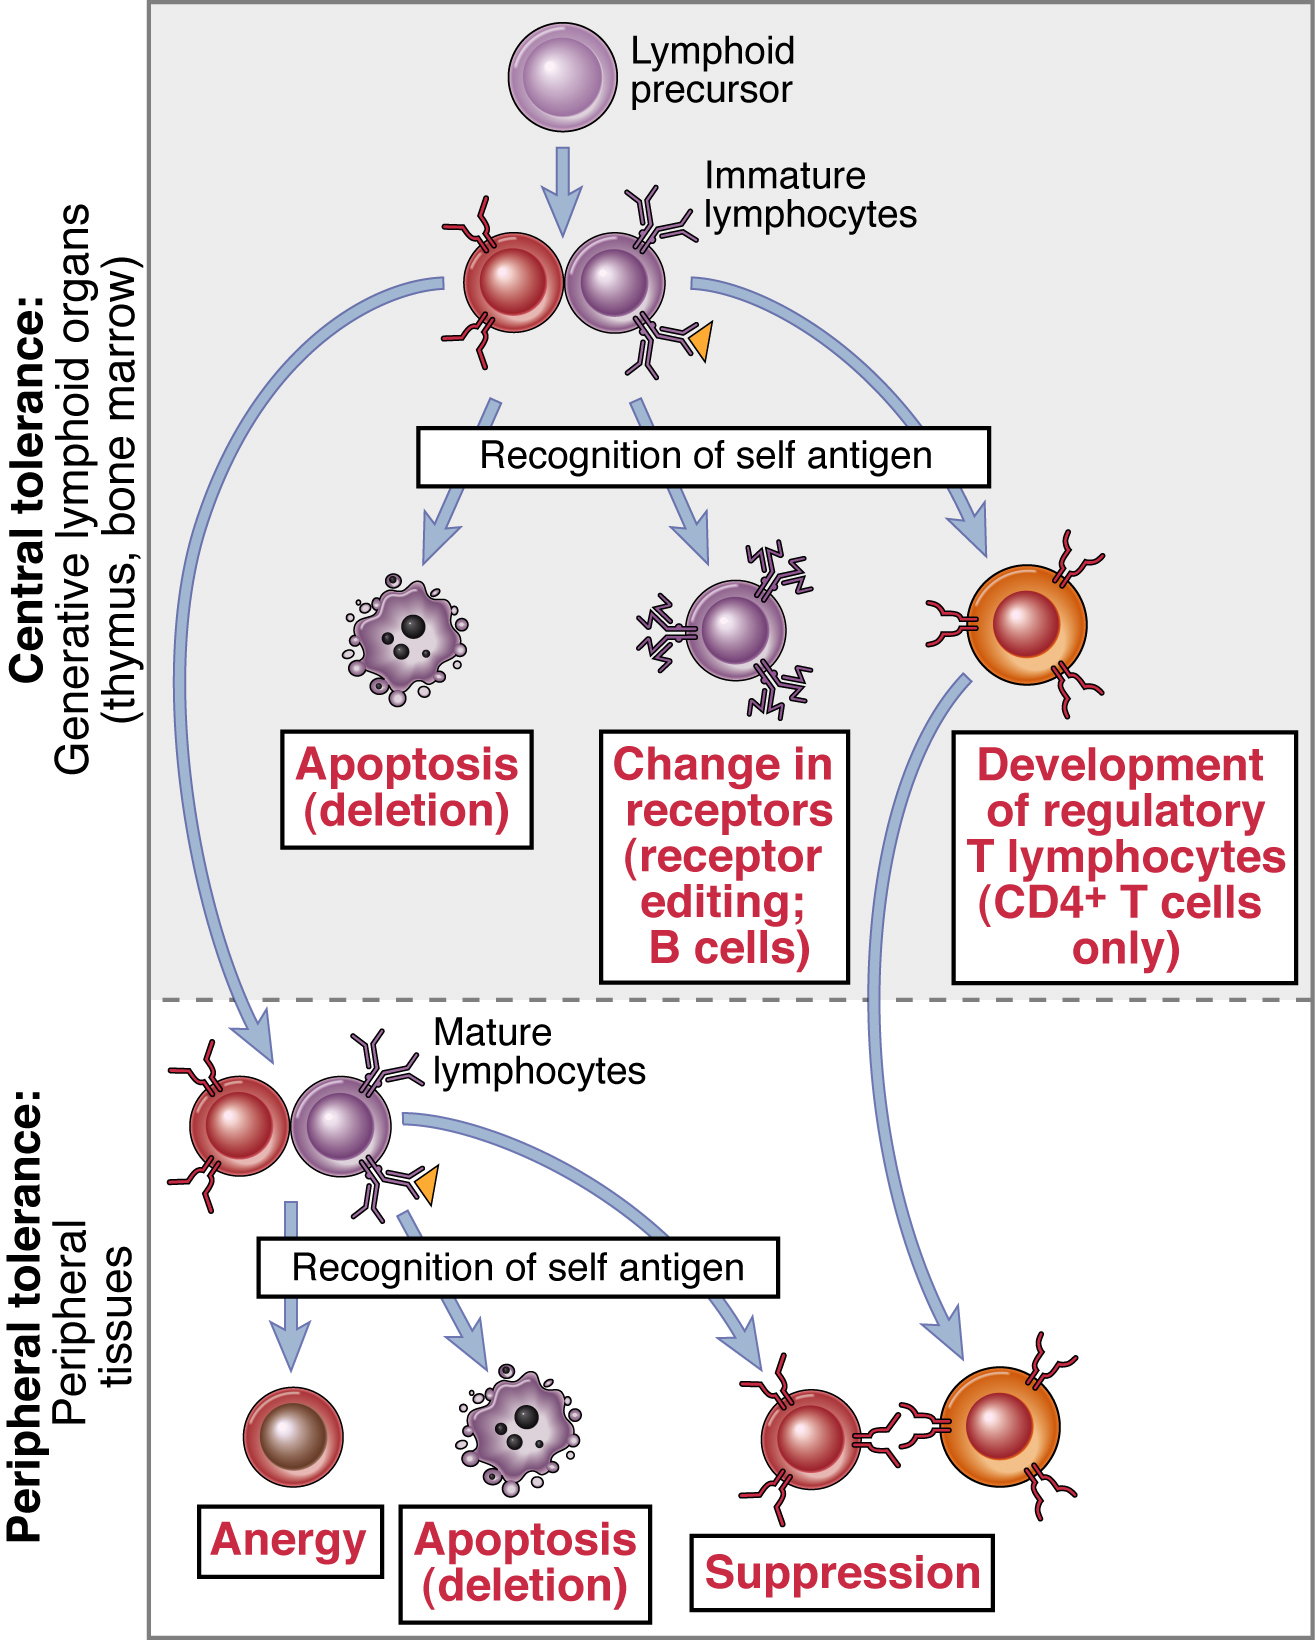 Lymphoid
precursor
Immature
lymphocytes
Central tolerance:
Generative lymphoid organs
(thymus, bone marrow)
Recognition of self antigen
Apoptosis
(deletion)
Change in
receptors
(receptor
editing;
B cells)
Development
of regulatory
T lymphocytes
(CD4+ T cells
only)
Mature
lymphocytes
Peripheral tolerance:
Peripheral
tissues
Recognition of self antigen
Anergy
Apoptosis
(deletion)
Suppression